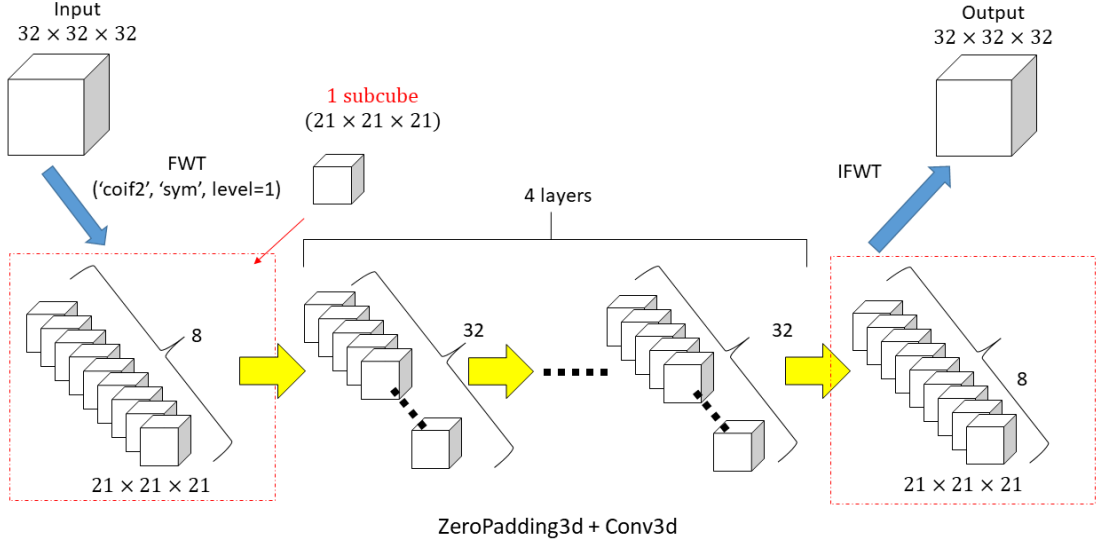 Input
32 × 32 × 32
Output
32 × 32 × 32
1 subcube
(21 × 21 × 21)
FWT
(‘coif2’, ‘sym’, level=1)
IFWT
4 layers
8
32
32
8
21 × 21 × 21
21 × 21 × 21
ZeroPadding3d + Conv3d